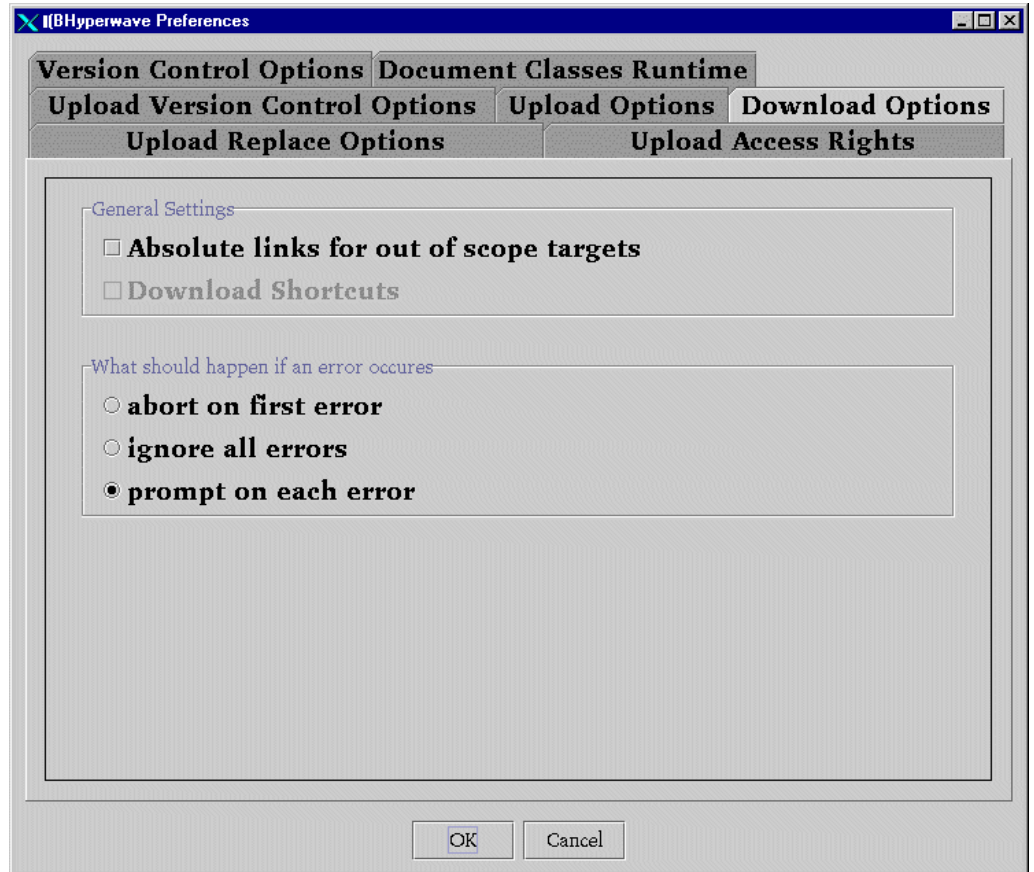 I(BHyperwave Preferences
Version Control Options Document Classes Runtime
Upload Version Control Options Upload Options Download Options
Upload Replace Options Upload Access Rights
General Settings
Absolute links for out of scope targets
Download Shortcuts
What should happen if an error occures
abort on first error
ignore all errors
prompt on each error
OK Cancel